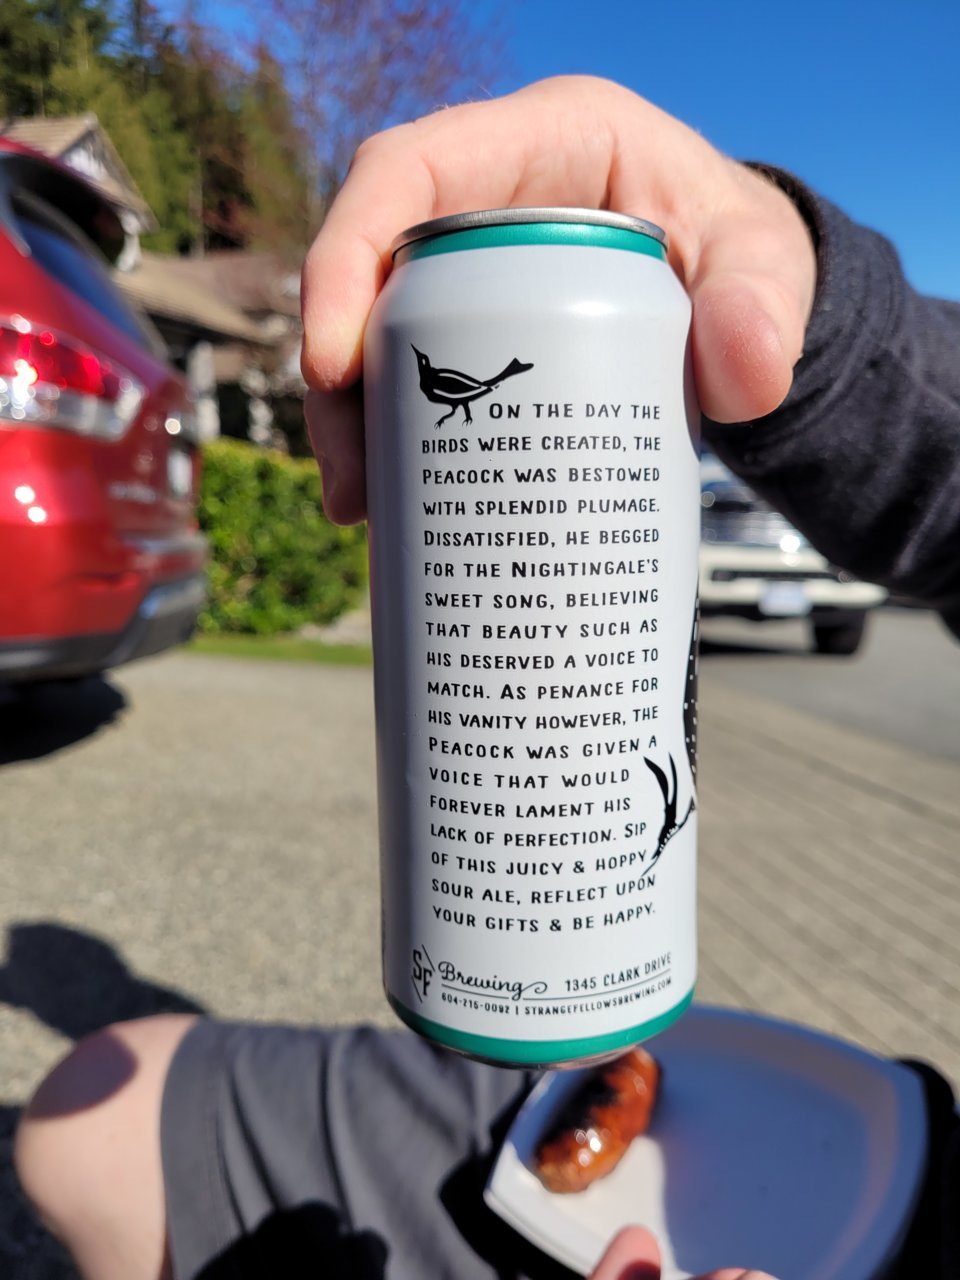 ON THE DAY THE
BIRDS WERE CREATED, THE
PEACOCK WAS BESTOWED
WITH SPLENDID PLUMAGE.
DISSATISFIED, HE BEGGED
FOR THE NIGHTINGALE'S
SWEET SONG, BELIEVING
THAT BEAUTY SUCH AS
HIS DESERVED A VOICE TO
MATCH. AS PENANCE FOR
HIS VANITY HOWEVER, THE
PEACOCK WAS GIVEN A
VOICE THAT WOULD
FOREVER LAMENT HIS
LACK OF PERFECTION. SIP
OF THIS JUICY & HOPPY
SOUR ALE, REFLECT UPON
YOUR GIFTS & BE HAPPY.
SF Brewing 1345 CLARK DRIVE
604-215-0092 | STRANGEFELLOWSBREWING.COM